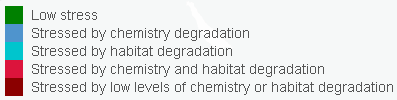 Low stress
Stressed by chemistry degradation
Stressed by habitat degradation
Stressed by chemistry and habitat degradation
Stressed by low levels of chemistry or habitat degradation